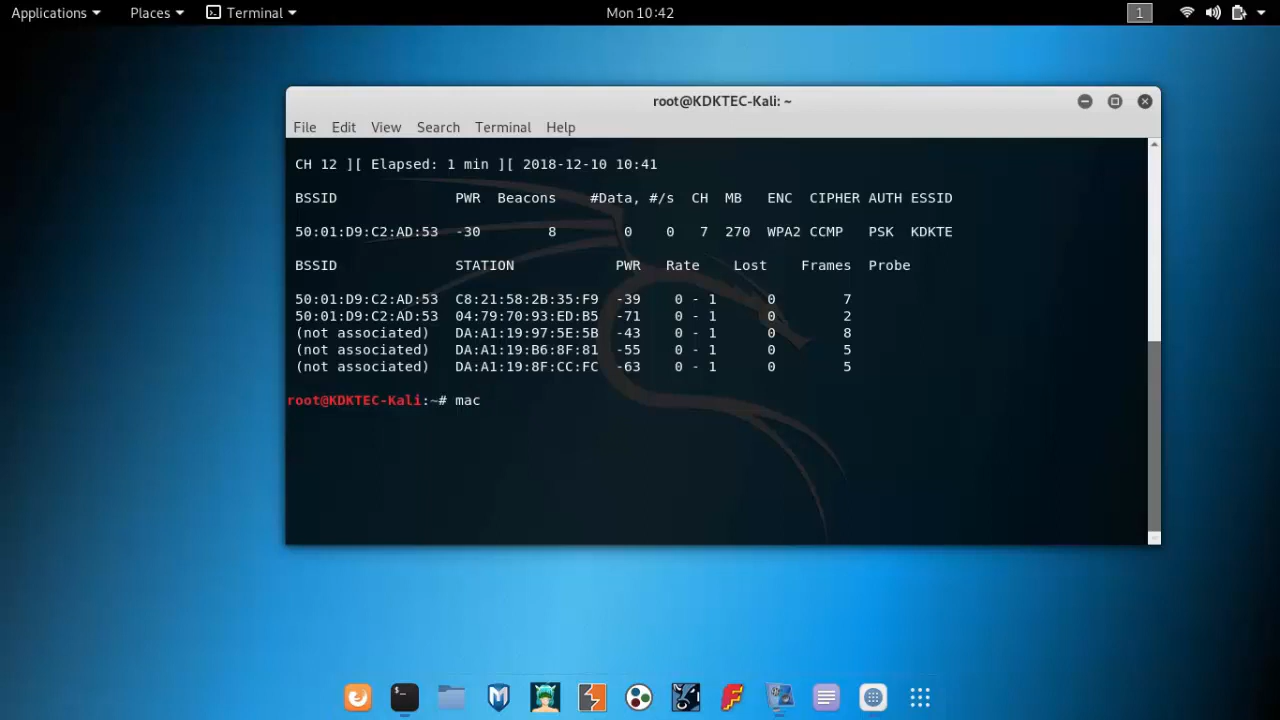 Applications Places Terminal Mon 10:42 1
root@KDKTEC-Kali: ~
File Edit View Search Terminal Help
CH 12 ][ Elapsed: 1 min ][ 2018-12-10 10:41
BSSID PWR Beacons #Data, #/s CH MB ENC CIPHER AUTH ESSID
50:01:D9:C2:AD:53 -30 8 0 0 7 270 WPA2 CCMP PSK KDKTE
BSSID STATION PWR Rate Lost Frames Probe
50:01:D9:C2:AD:53 C8:21:58:2B:35:F9 -39 0 - 1 0 7
50:01:D9:C2:AD:53 04:79:70:93:ED:B5 -71 0 - 1 0 2
(not associated) DA:A1:19:97:5E:5B -43 0 - 1 0 8
(not associated) DA:A1:19:B6:8F:81 -55 0 - 1 0 5
(not associated) DA:A1:19:8F:CC:FC -63 0 - 1 0 5
root@KDKTEC-Kali:~# mac